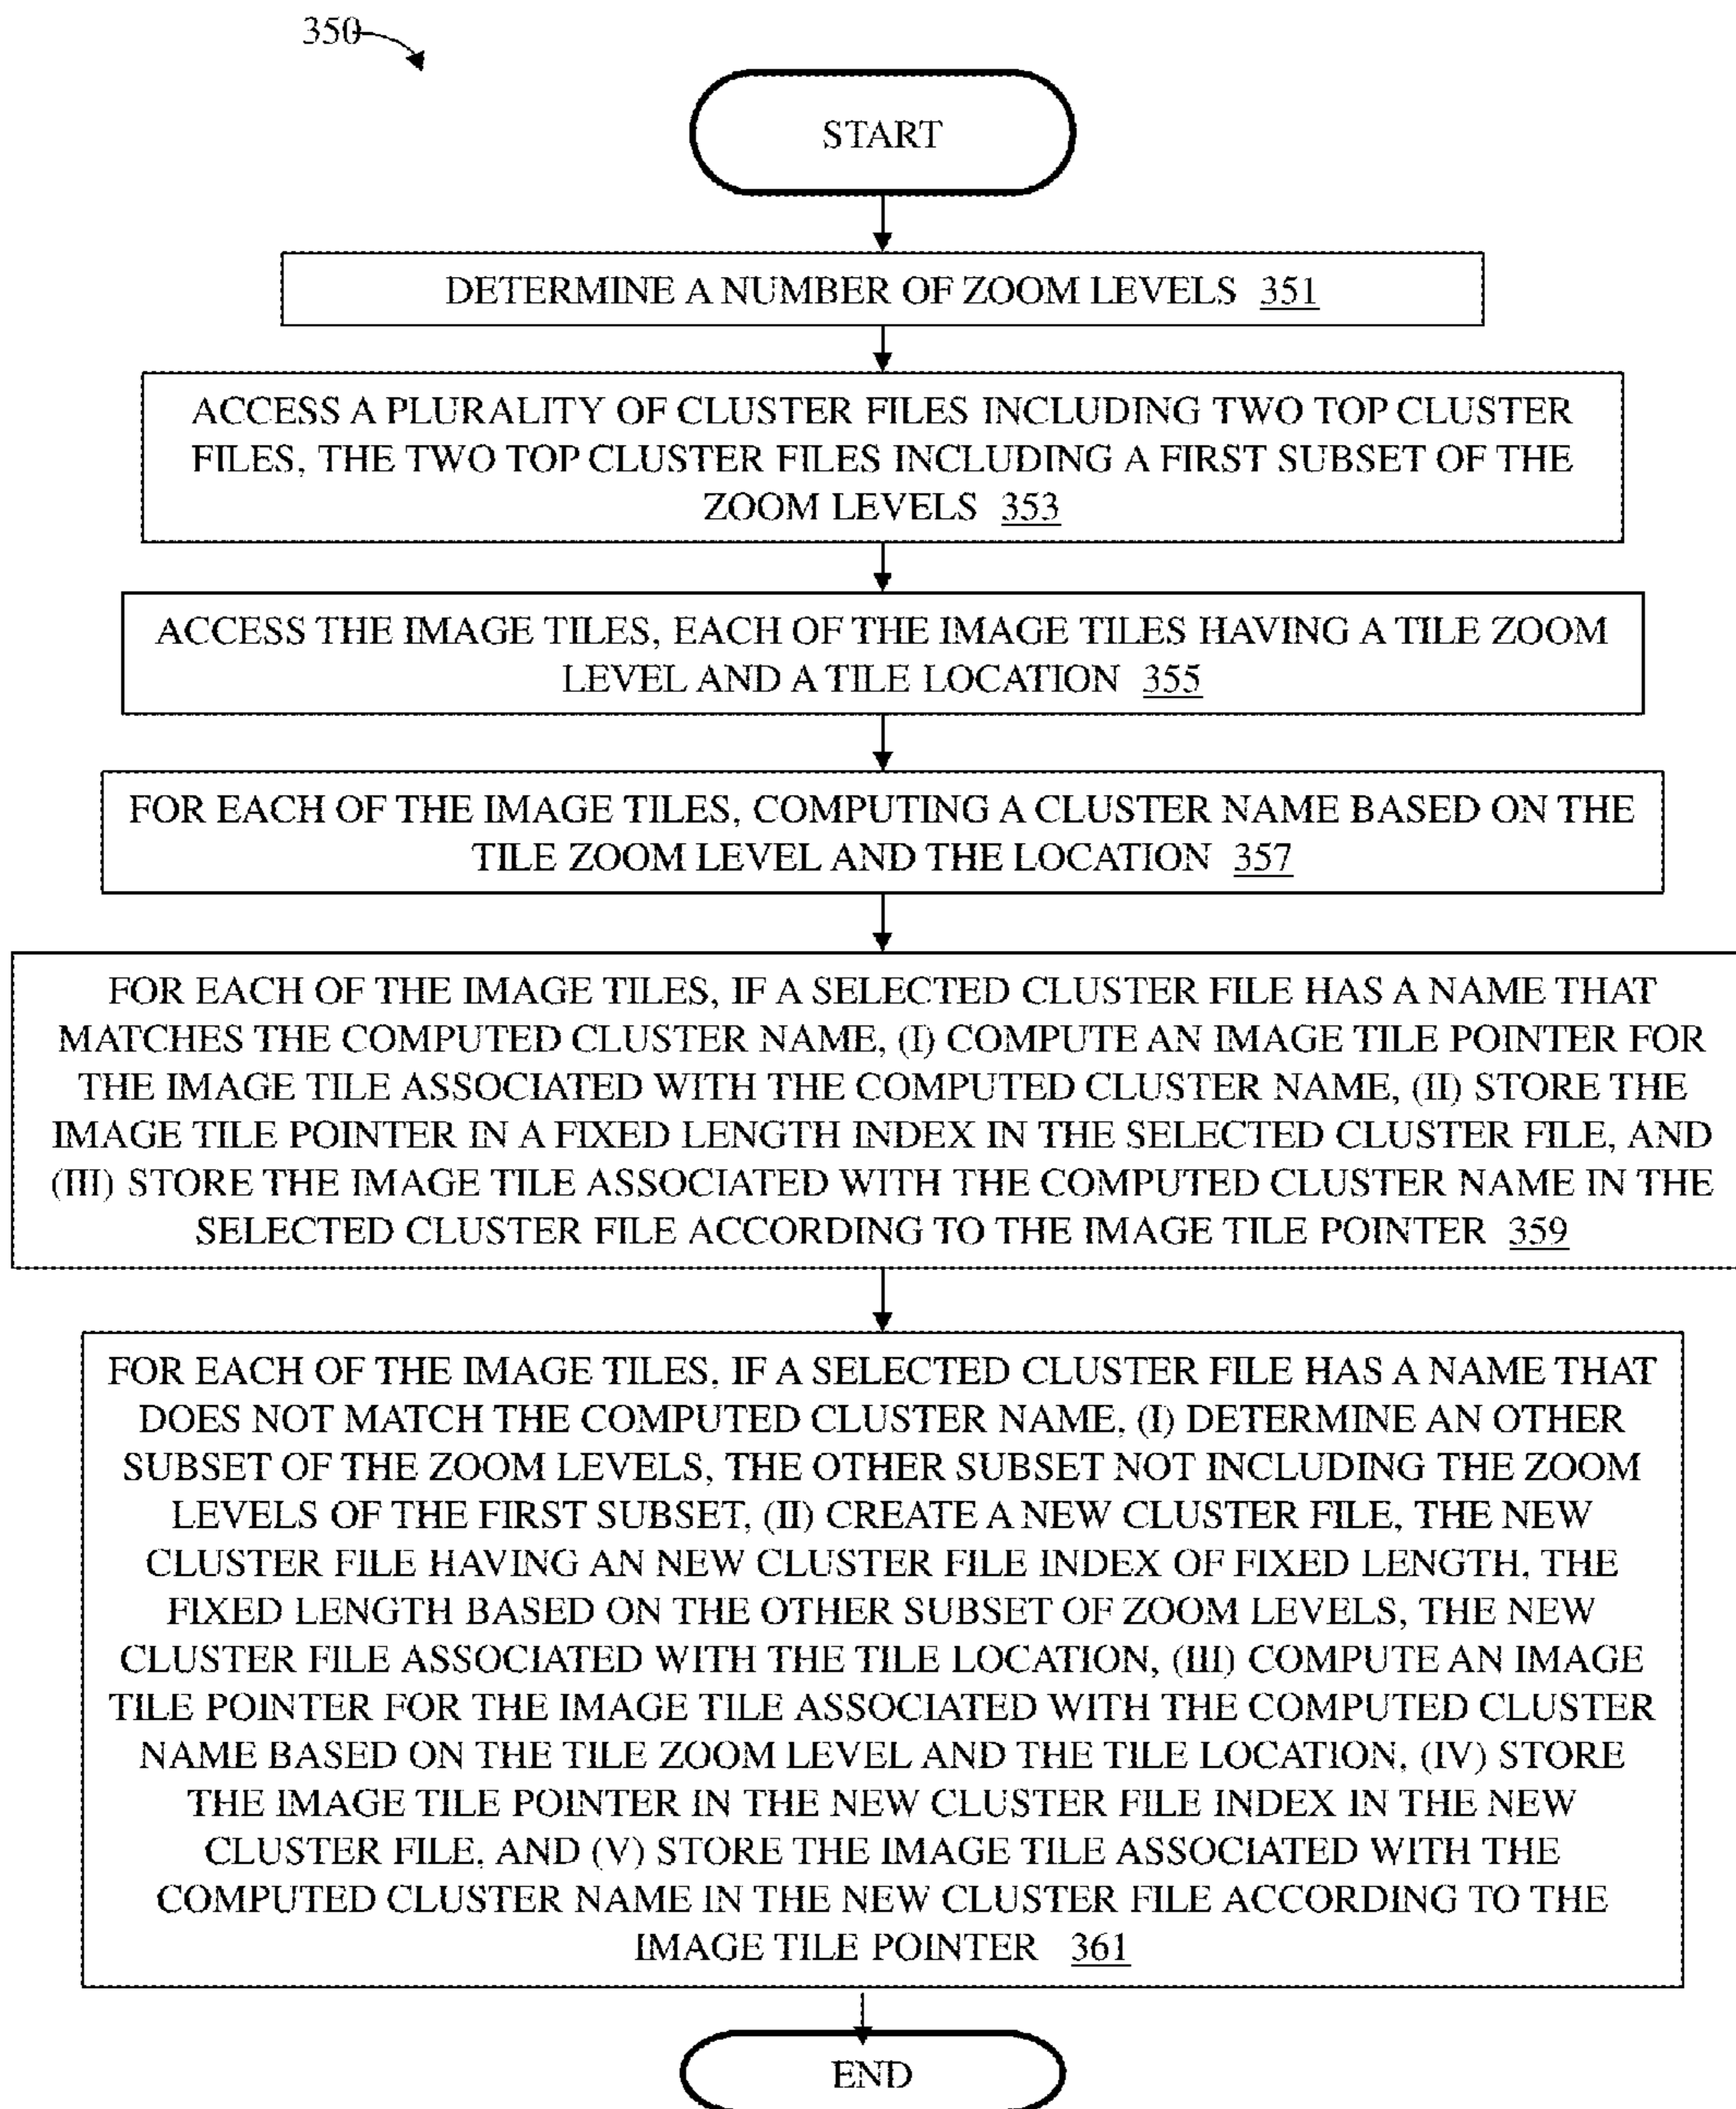 350
START
DETERMINE A NUMBER OF ZOOM LEVELS 351
ACCESS A PLURALITY OF CLUSTER FILES INCLUDING TWO TOP CLUSTER
FILES, THE TWO TOP CLUSTER FILES INCLUDING A FIRST SUBSET OF THE
ZOOM LEVELS 353
ACCESS THE IMAGE TILES, EACH OF THE IMAGE TILES HAVING A TILE ZOOM
LEVEL AND A TILE LOCATION 355
FOR EACH OF THE IMAGE TILES, COMPUTING A CLUSTER NAME BASED ON THE
TILE ZOOM LEVEL AND THE LOCATION 357
FOR EACH OF THE IMAGE TILES, IF A SELECTED CLUSTER FILE HAS A NAME THAT
MATCHES THE COMPUTED CLUSTER NAME, (I) COMPUTE AN IMAGE TILE POINTER FOR
THE IMAGE TILE ASSOCIATED WITH THE COMPUTED CLUSTER NAME, (II) STORE THE
IMAGE TILE POINTER IN A FIXED LENGTH INDEX IN THE SELECTED CLUSTER FILE, AND
(III) STORE THE IMAGE TILE ASSOCIATED WITH THE COMPUTED CLUSTER NAME IN THE
SELECTED CLUSTER FILE ACCORDING TO THE IMAGE TILE POINTER 359
FOR EACH OF THE IMAGE TILES, IF A SELECTED CLUSTER FILE HAS A NAME THAT
DOES NOT MATCH THE COMPUTED CLUSTER NAME, (I) DETERMINE AN OTHER
SUBSET OF THE ZOOM LEVELS, THE OTHER SUBSET NOT INCLUDING THE ZOOM
LEVELS OF THE FIRST SUBSET, (II) CREATE A NEW CLUSTER FILE, THE NEW
CLUSTER FILE HAVING AN NEW CLUSTER FILE INDEX OF FIXED LENGTH, THE
FIXED LENGTH BASED ON THE OTHER SUBSET OF ZOOM LEVELS, THE NEW
CLUSTER FILE ASSOCIATED WITH THE TILE LOCATION, (III) COMPUTE AN IMAGE
TILE POINTER FOR THE IMAGE TILE ASSOCIATED WITH THE COMPUTED CLUSTER
NAME BASED ON THE TILE ZOOM LEVEL AND THE TILE LOCATION, (IV) STORE
THE IMAGE TILE POINTER IN THE NEW CLUSTER FILE INDEX IN THE NEW
CLUSTER FILE, AND (V) STORE THE IMAGE TILE ASSOCIATED WITH THE
COMPUTED CLUSTER NAME IN THE NEW CLUSTER FILE ACCORDING TO THE
IMAGE TILE POINTER 361
END